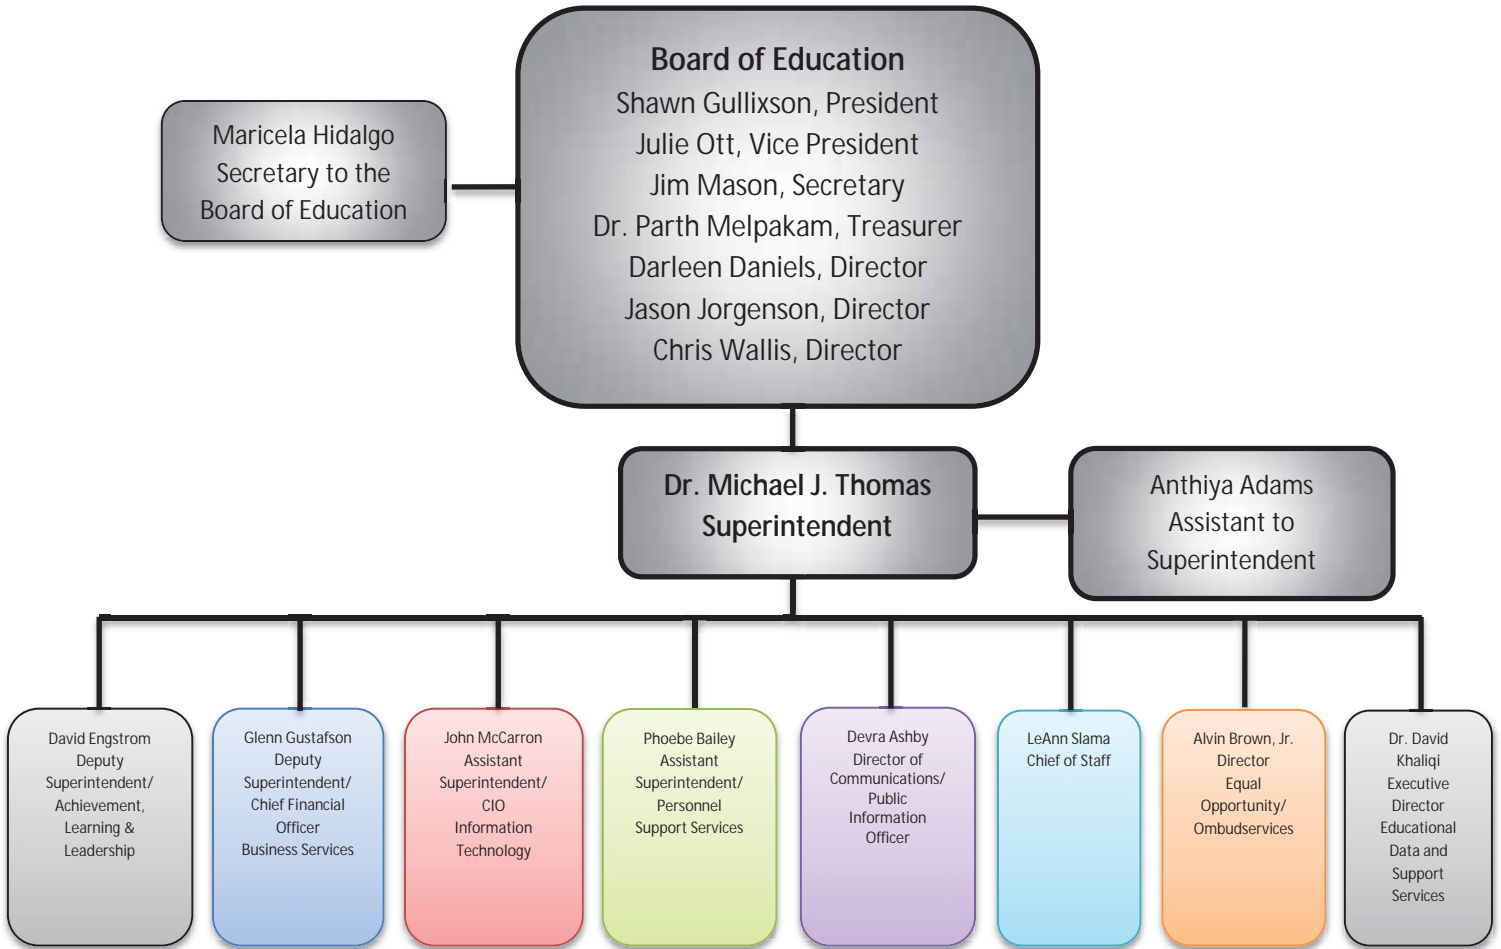 Board of Education
Shawn Gullixson, President
Julie Ott, Vice President
Jim Mason, Secretary
Dr. Parth Melpakam, Treasurer
Darleen Daniels, Director
Jason Jorgenson, Director
Chris Wallis, Director
Maricela Hidalgo
Secretary to the
Board of Education
Dr. Michael J. Thomas
Superintendent
Anthiya Adams
Assistant to
Superintendent
David Engstrom
Deputy
Superintendent/
Achievement,
Learning &
Leadership
Glenn Gustafson
Deputy
Superintendent/
Chief Financial
Officer
Business Services
John McCarron
Assistant
Superintendent/
CIO
Information
Technology
Phoebe Bailey
Assistant
Superintendent/
Personnel
Support Services
Devra Ashby
Director of
Communications/
Public
Information
Officer
LeAnn Slama
Chief of Staff
Alvin Brown, Jr.
Director
Equal
Opportunity/
Ombudservices
Dr. David
Khaliqi
Executive
Director
Educational
Data and
Support
Services